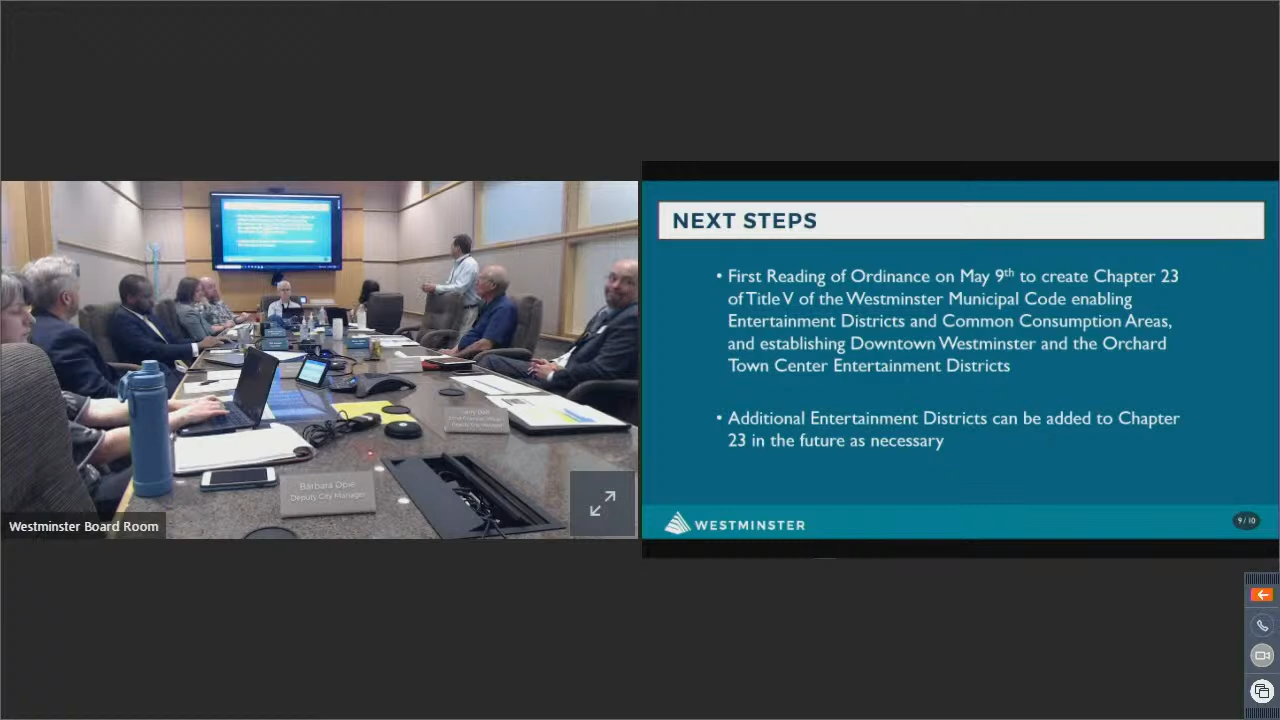 Barbara Opie
Deputy City Manager
Westminster Board Room
NEXT STEPS
• First Reading of Ordinance on May 9th to create Chapter 23
of Title V of the Westminster Municipal Code enabling
Entertainment Districts and Common Consumption Areas,
and establishing Downtown Westminster and the Orchard
Town Center Entertainment Districts
• Additional Entertainment Districts can be added to Chapter
23 in the future as necessary
WESTMINSTER
9 / 10